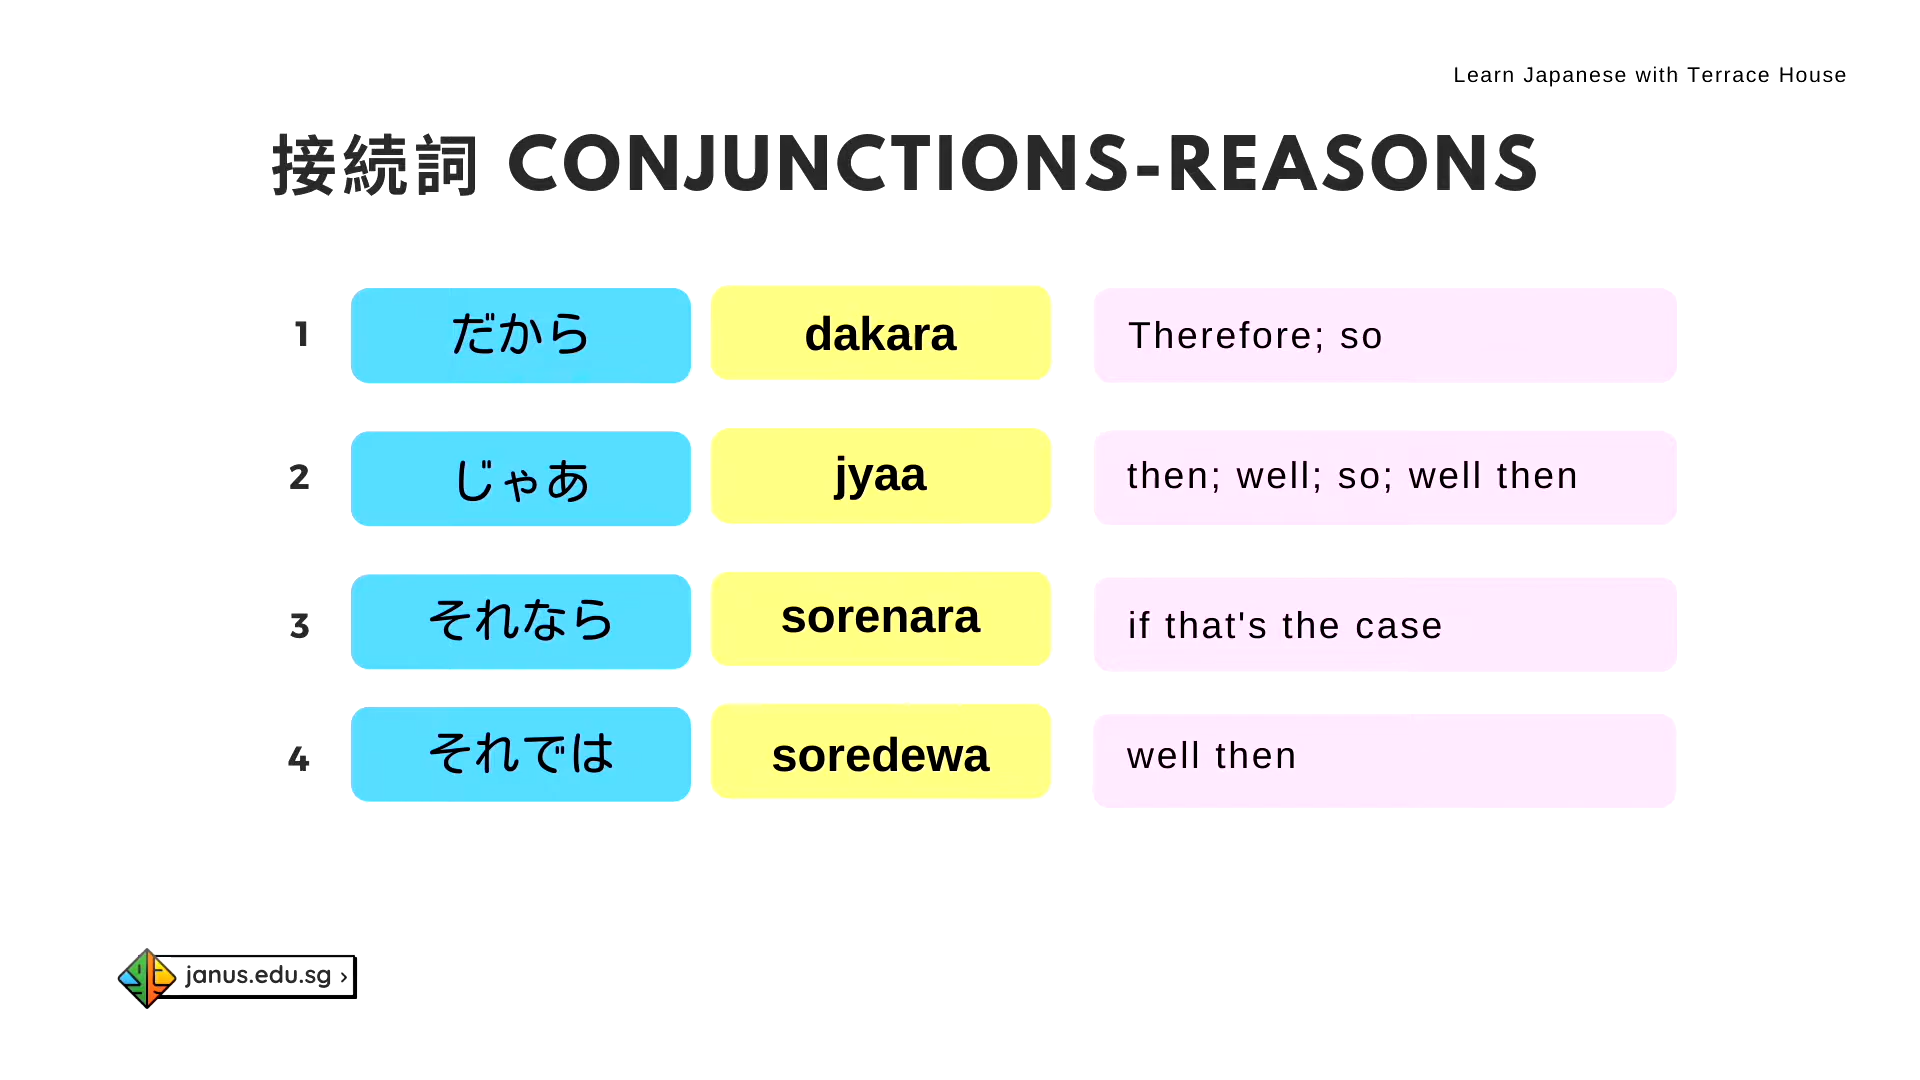 Learn Japanese with Terrace House
接続詞 CONJUNCTIONS-REASONS
1 だから dakara Therefore; so
2 じゃあ jyaa then; well; so; well then
3 それなら sorenara if that's the case
4 それでは soredewa well then
janus.edu.sg ›